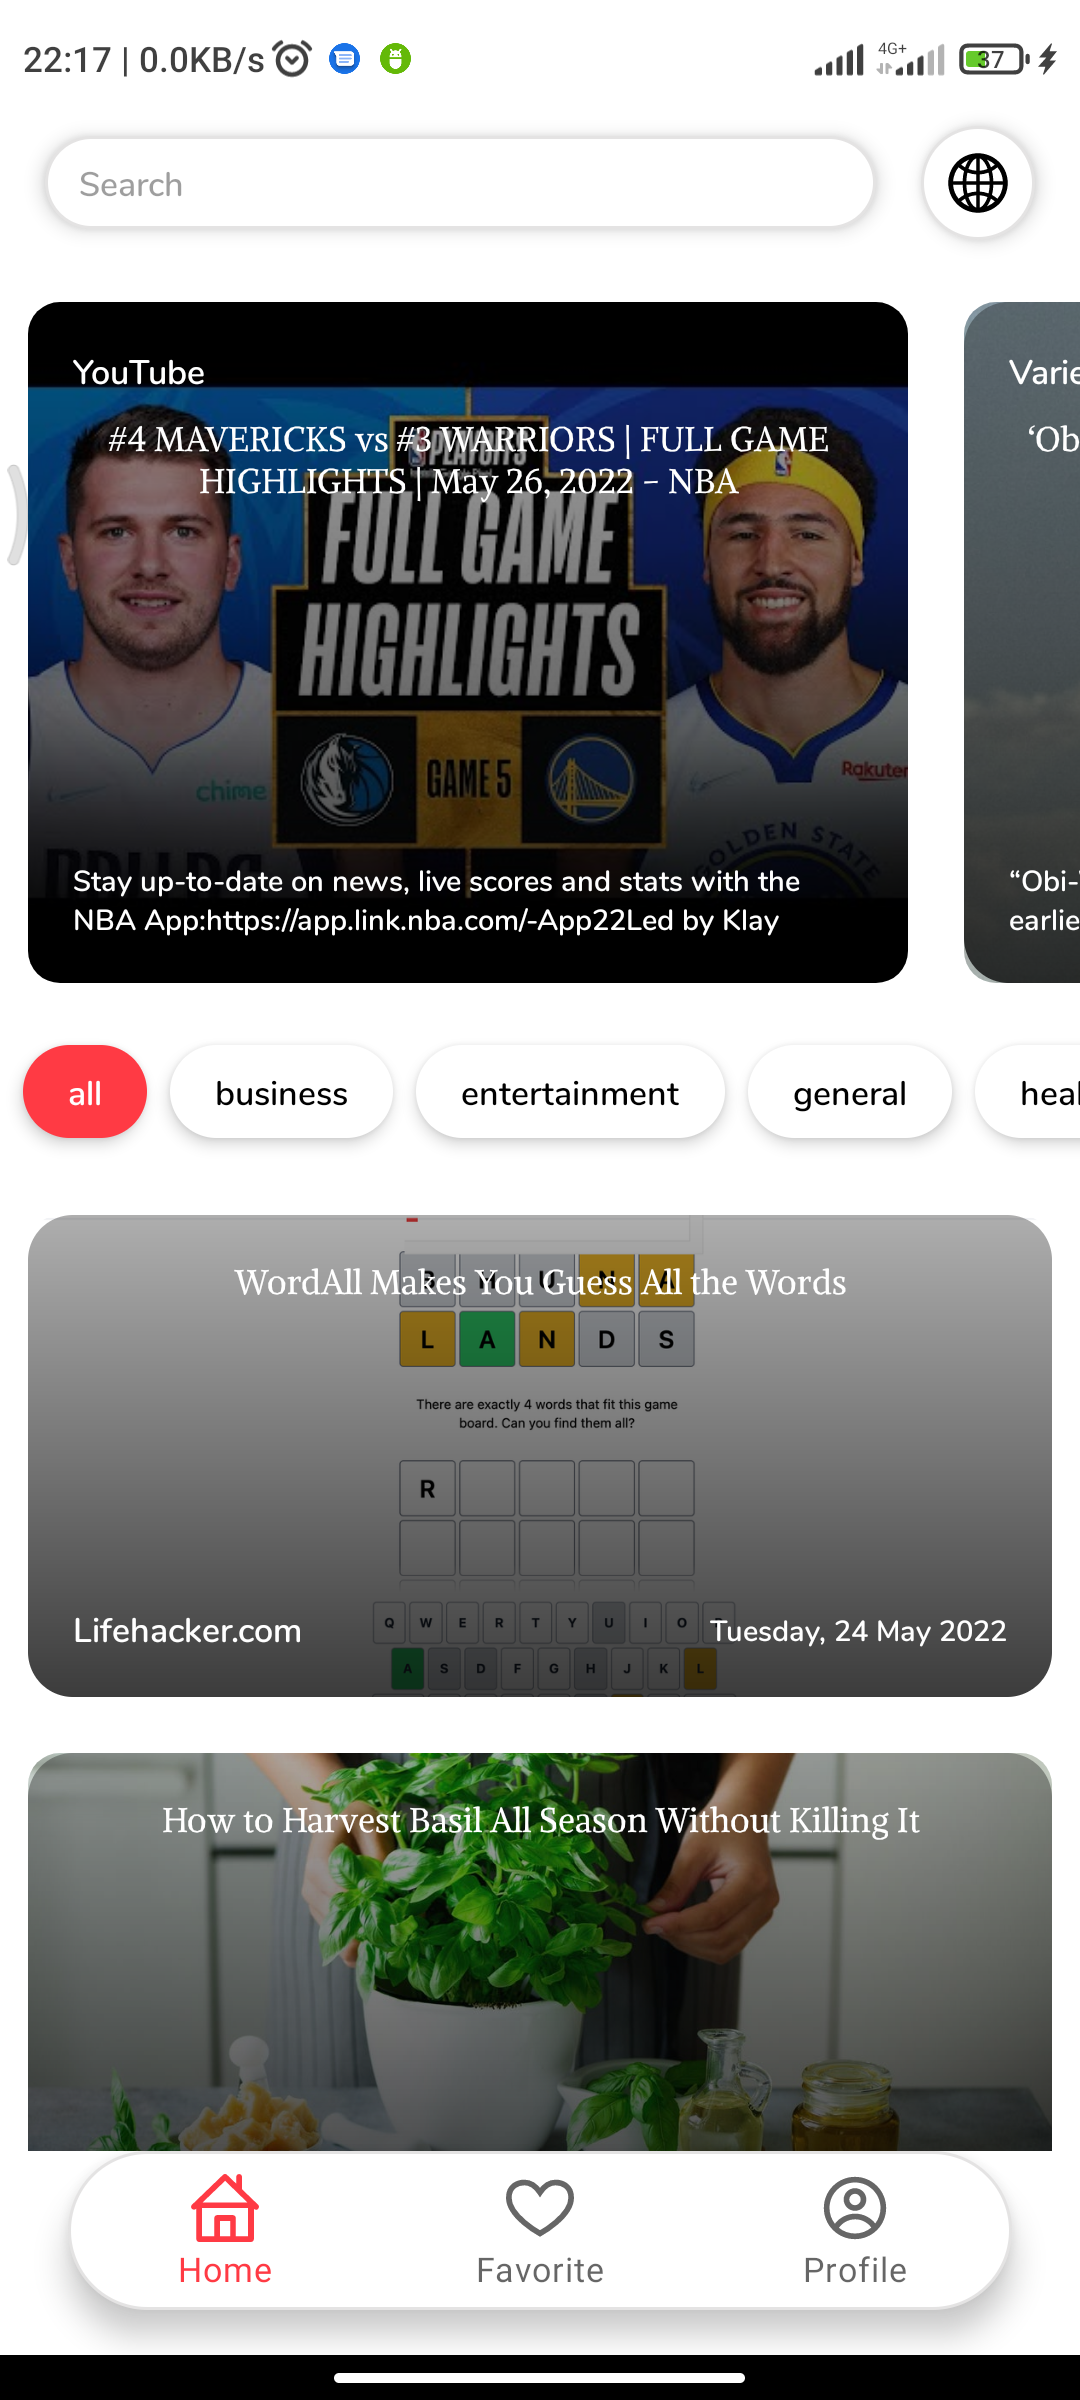 22:17 | 0.0KB/s
4G+
37
Search
YouTube
#4 MAVERICKS vs #3 WARRIORS | FULL GAME
HIGHLIGHTS | May 26, 2022 - NBA
PLAYOFFS
FULL GAME
HIGHLIGHTS
GAME 5
chime
Rakuten
GOLDEN STATE
Stay up-to-date on news, live scores and stats with the
NBA App:https://app.link.nba.com/-App22Led by Klay
Varie
‘Ob
“Obi-
earlie
all
business
entertainment
general
heal
WordAll Makes You Guess All the Words
L A N D S
There are exactly 4 words that fit this game
board. Can you find them all?
R
Q W E R T Y U I O
A S D F G H J K L
Lifehacker.com
Tuesday, 24 May 2022
How to Harvest Basil All Season Without Killing It
Home
Favorite
Profile